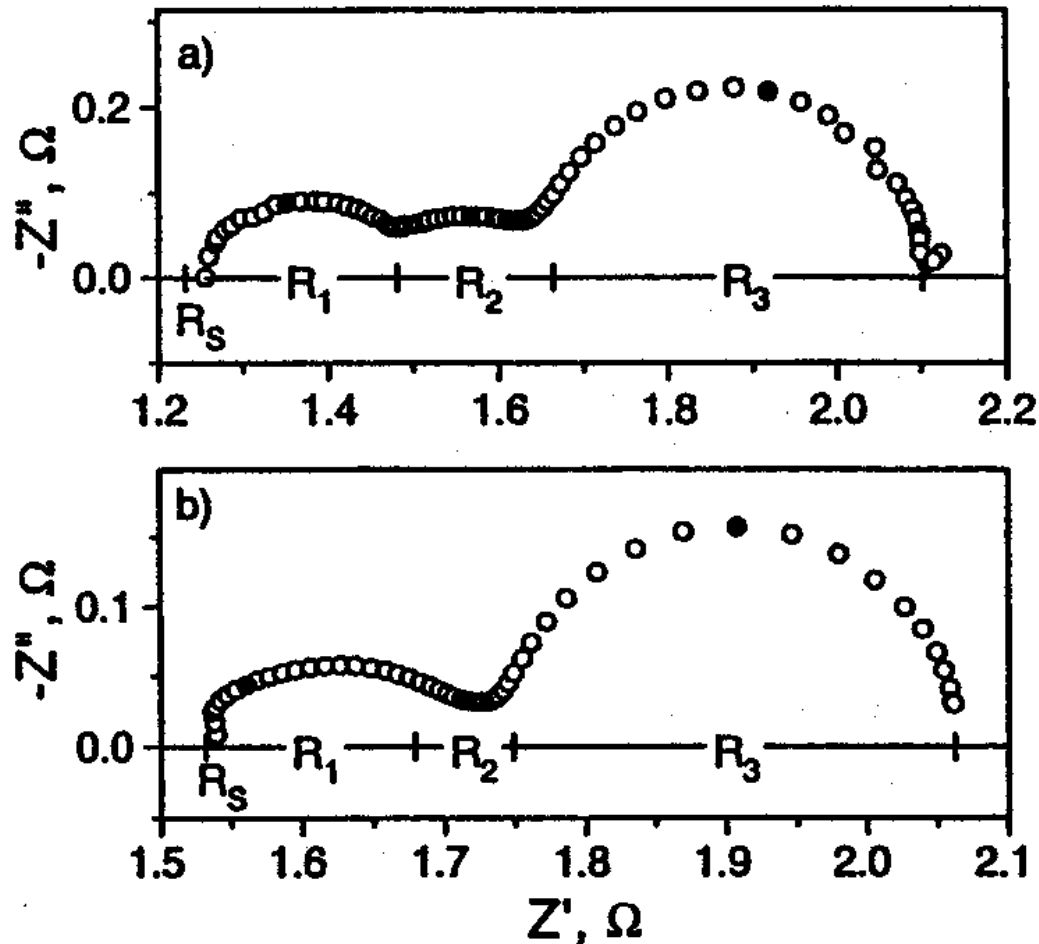 a)
-Z", Ω
0.2
0.0
R1 R2 R3
RS
1.2 1.4 1.6 1.8 2.0 2.2
b)
-Z", Ω
0.1
0.0
R1 R2 R3
RS
1.5 1.6 1.7 1.8 1.9 2.0 2.1
Z', Ω